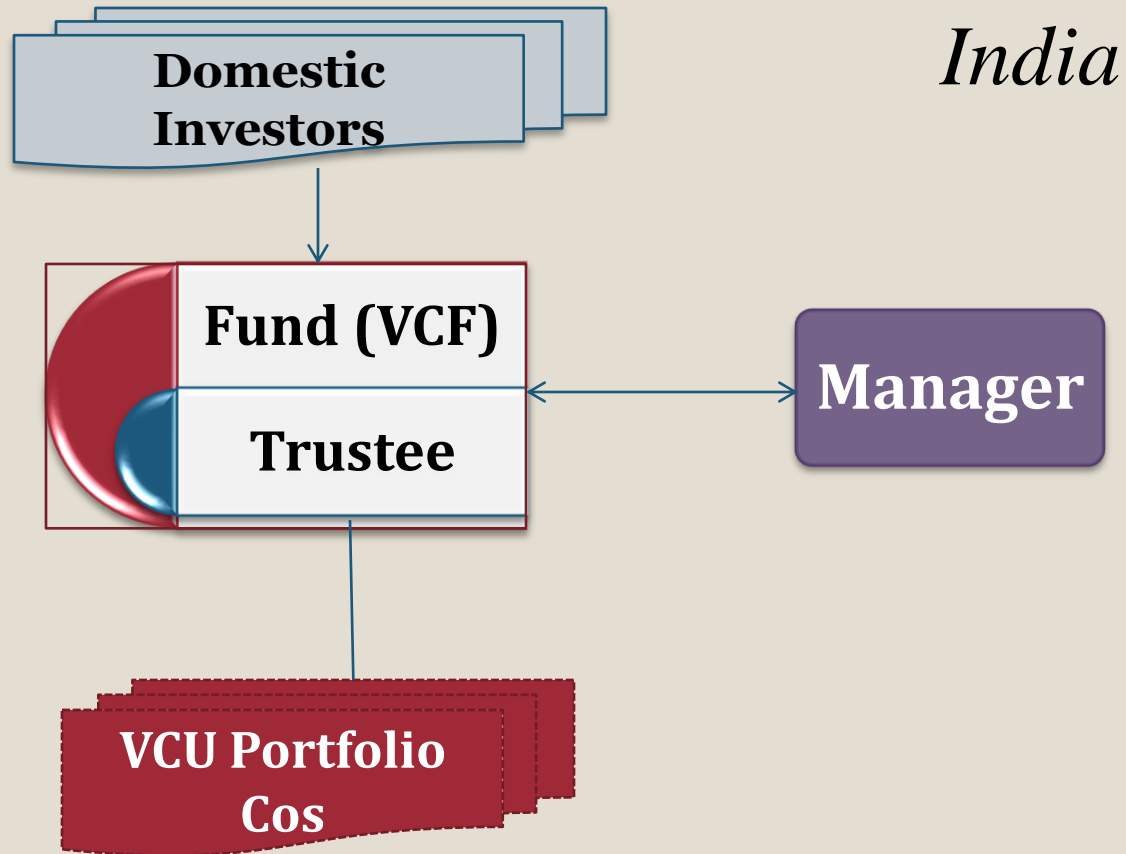 India
Domestic
Investors
Fund (VCF)
Trustee
Manager
VCU Portfolio
Cos